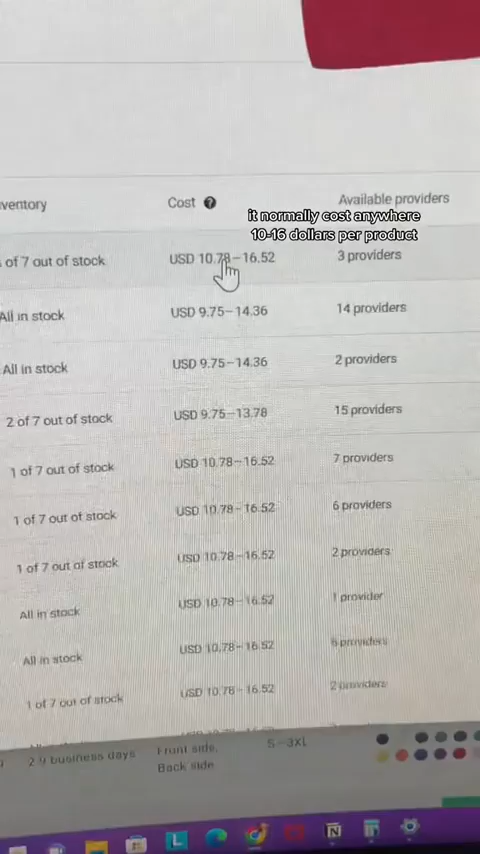 ventory Cost ? Available providers
it normally cost anywhere
10-16 dollars per product
of 7 out of stock USD 10.78–16.52 3 providers
All in stock USD 9.75–14.36 14 providers
All in stock USD 9.75–14.36 2 providers
2 of 7 out of stock USD 9.75–13.78 15 providers
1 of 7 out of stock USD 10.78–16.52 7 providers
1 of 7 out of stock USD 10.78–16.52 6 providers
1 of 7 out of stock USD 10.78–16.52 2 providers
All in stock USD 10.78–16.52 1 provider
All in stock USD 10.78–16.52 providers
1 of 7 out of stock USD 10.78–16.52 2 providers
2.9 business days Front side, S–3XL
Back side
L N